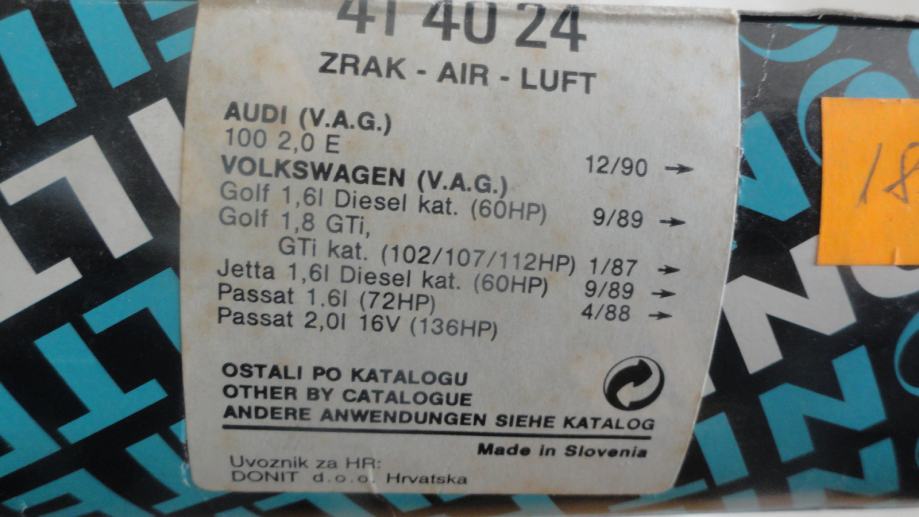 41 40 24
ZRAK - AIR - LUFT
AUDI (V.A.G.)
100 2,0 E 12/90 →
VOLKSWAGEN (V.A.G.)
Golf 1,6l Diesel kat. (60HP) 9/89 →
Golf 1,8 GTi,
GTi kat. (102/107/112HP) 1/87 →
Jetta 1,6l Diesel kat. (60HP) 9/89 →
Passat 1.6l (72HP) 4/88 →
Passat 2,0l 16V (136HP)
OSTALI PO KATALOGU
OTHER BY CATALOGUE
ANDERE ANWENDUNGEN SIEHE KATALOG
Made in Slovenia
Uvoznik za HR:
DONIT d.o.o. Hrvatska
18